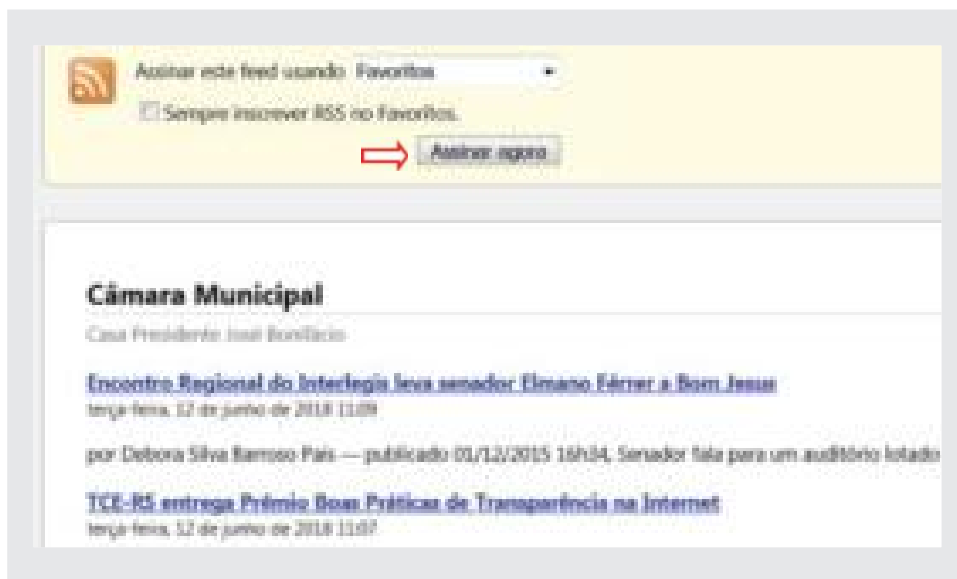 Assinar este feed usando Favoritos
Sempre inscrever RSS no Favoritos.
Assinar agora
Câmara Municipal
Casa Presidente José Bonifácio
Encontro Regional do Interlegis leva senador Elmano Férrer a Bom Jesus
terça-feira, 12 de junho de 2018 11:09
por Debora Silva Barroso Pais — publicado 01/12/2015 16h34, Senador fala para um auditório lotado
TCE-RS entrega Prêmio Boas Práticas de Transparência na Internet
terça-feira, 12 de junho de 2018 11:07